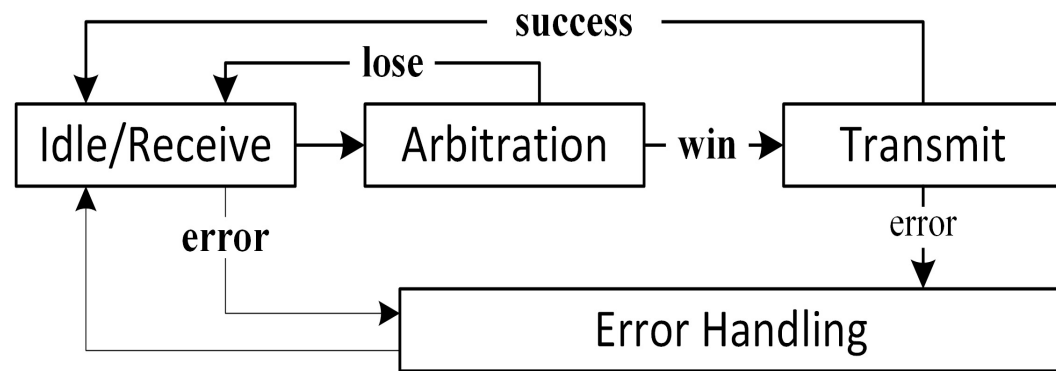 success
lose
Idle/Receive
Arbitration
win
Transmit
error
error
Error Handling